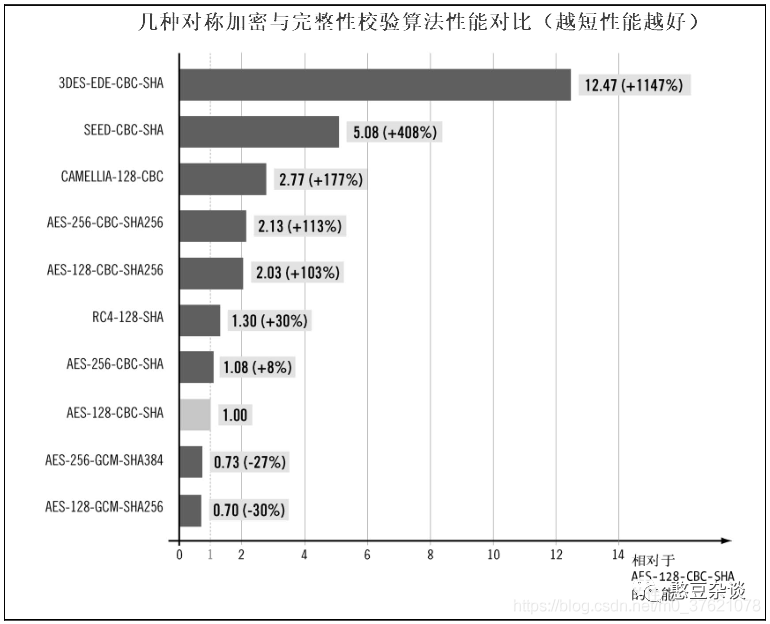 几种对称加密与完整性校验算法性能对比（越短性能越好）
3DES-EDE-CBC-SHA 12.47 (+1147%)
SEED-CBC-SHA 5.08 (+408%)
CAMELLIA-128-CBC 2.77 (+177%)
AES-256-CBC-SHA256 2.13 (+113%)
AES-128-CBC-SHA256 2.03 (+103%)
RC4-128-SHA 1.30 (+30%)
AES-256-CBC-SHA 1.08 (+8%)
AES-128-CBC-SHA 1.00
AES-256-GCM-SHA384 0.73 (-27%)
AES-128-GCM-SHA256 0.70 (-30%)
0 1 2 4 6 8 10 12 14
相对于
AES-128-CBC-SHA
的性能
憨豆杂谈
https://blog.csdn.net/m0_37621078